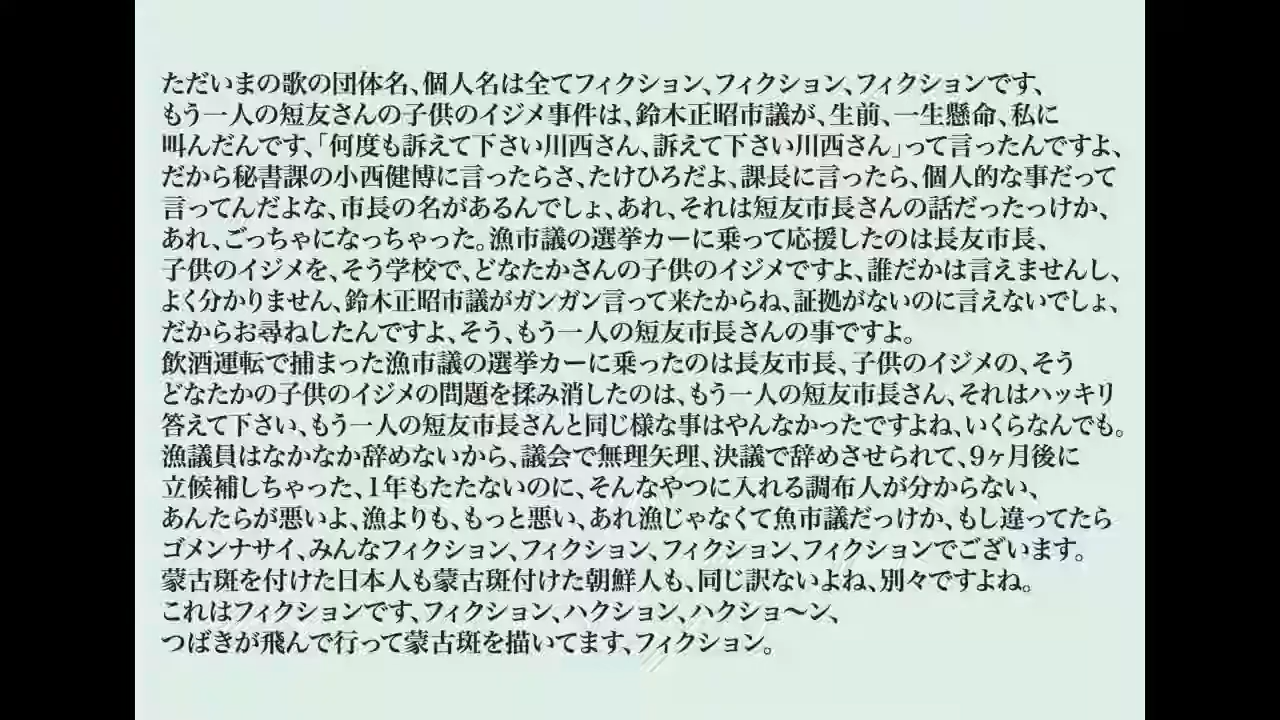 ただいまの歌の団体名、個人名は全てフィクション、フィクション、フィクションです、
もう一人の短友さんの子供のイジメ事件は、鈴木正昭市議が、生前、一生懸命、私に
叫んだんです、「何度も訴えて下さい川西さん、訴えて下さい川西さん」って言ったんですよ、
だから秘書課の小西健博に言ったらさ、たけひろだよ、課長に言ったら、個人的な事だって
言ってんだよな、市長の名があるんでしょ、あれ、それは短友市長さんの話だったっけか、
あれ、ごっちゃになっちゃった。漁市議の選挙カーに乗って応援したのは長友市長、
子供のイジメを、そう学校で、どなたかさんの子供のイジメですよ、誰だかは言えませんし、
よく分かりません、鈴木正昭市議がガンガン言って来たからね、証拠がないのに言えないでしょ、
だからお尋ねしたんですよ、そう、もう一人の短友市長さんの事ですよ。
飲酒運転で捕まった漁市議の選挙カーに乗ったのは長友市長、子供のイジメの、そう
どなたかの子供のイジメの問題を揉み消したのは、もう一人の短友市長さん、それはハッキリ
答えて下さい、もう一人の短友市長さんと同じ様な事はやんなかったですよね、いくらなんでも。
漁議員はなかなか辞めないから、議会で無理矢理、決議で辞めさせられて、9ヶ月後に
立候補しちゃった、1年もたたないのに、そんなやつに入れる調布人が分からない、
あんたらが悪いよ、漁よりも、もっと悪い、あれ漁じゃなくて魚市議だっけか、もし違ってたら
ゴメンナサイ、みんなフィクション、フィクション、フィクション、フィクションでございます。
蒙古斑を付けた日本人も蒙古斑付けた朝鮮人も、同じ訳ないよね、別々ですよね。
これはフィクションです、フィクション、ハクション、ハクショ〜ン、
つばきが飛んで行って蒙古斑を描いてます、フィクション。